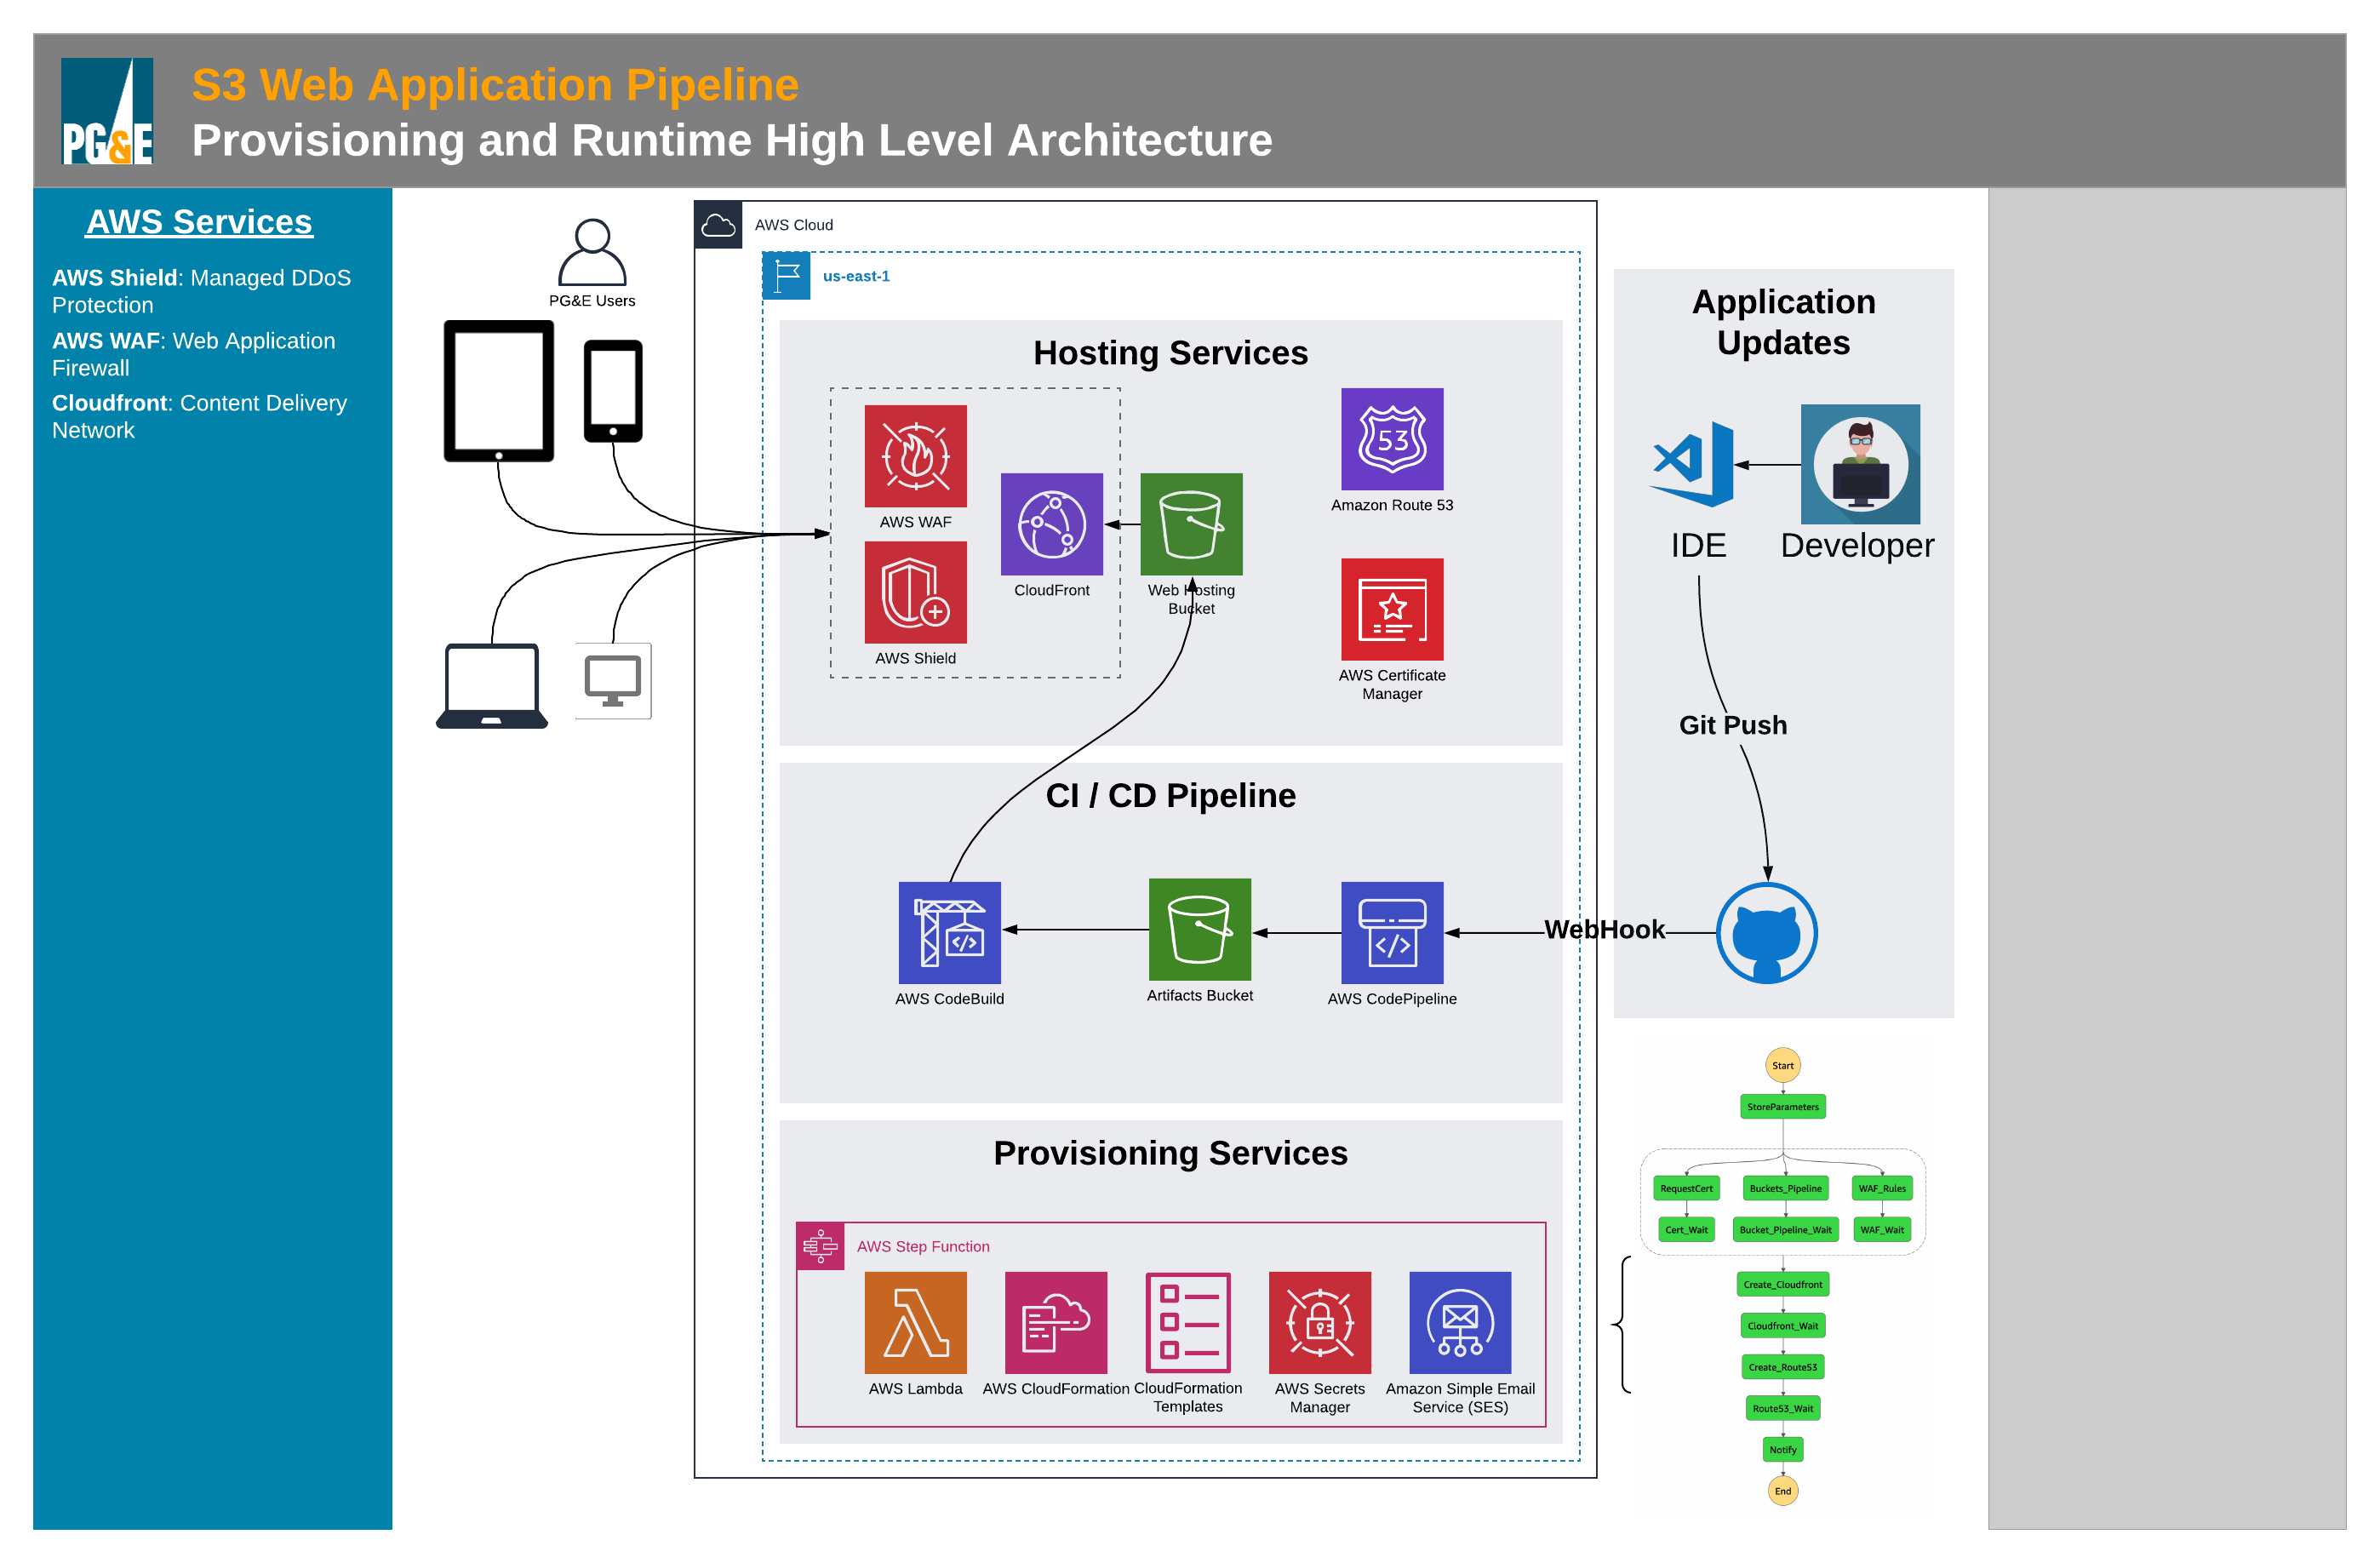 PG&E
S3 Web Application Pipeline
Provisioning and Runtime High Level Architecture
AWS Services
AWS Shield: Managed DDoS
Protection
AWS WAF: Web Application
Firewall
Cloudfront: Content Delivery
Network
PG&E Users
AWS Cloud
us-east-1
Hosting Services
AWS WAF
AWS Shield
CloudFront
Web Hosting
Bucket
53
Amazon Route 53
AWS Certificate
Manager
CI / CD Pipeline
AWS CodeBuild
Artifacts Bucket
AWS CodePipeline
Provisioning Services
AWS Step Function
AWS Lambda
AWS CloudFormation
CloudFormation
Templates
AWS Secrets
Manager
Amazon Simple Email
Service (SES)
Application
Updates
IDE
Developer
Git Push
WebHook
Start
StoreParameters
RequestCert
Buckets_Pipeline
WAF_Rules
Cert_Wait
Bucket_Pipeline_Wait
WAF_Wait
Create_Cloudfront
Cloudfront_Wait
Create_Route53
Route53_Wait
Notify
End